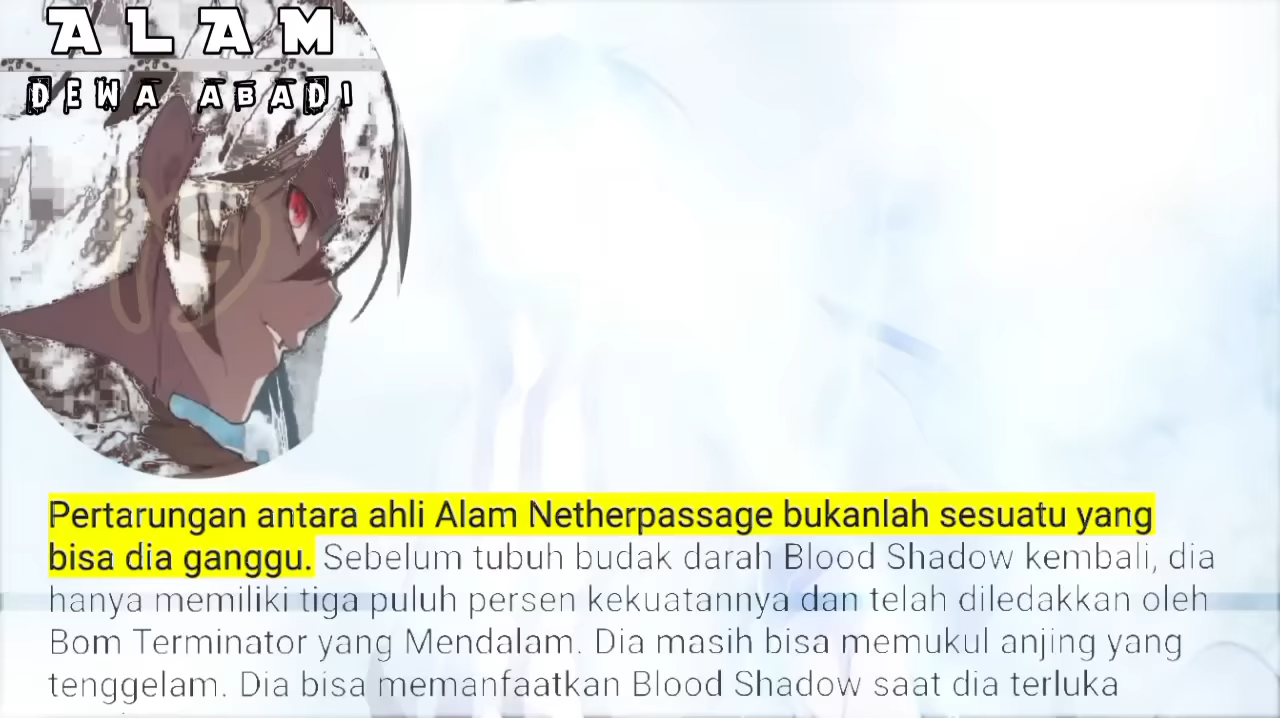 ALAM
DEWA ABADI
Pertarungan antara ahli Alam Netherpassage bukanlah sesuatu yang
bisa dia ganggu. Sebelum tubuh budak darah Blood Shadow kembali, dia
hanya memiliki tiga puluh persen kekuatannya dan telah diledakkan oleh
Bom Terminator yang Mendalam. Dia masih bisa memukul anjing yang
tenggelam. Dia bisa memanfaatkan Blood Shadow saat dia terluka